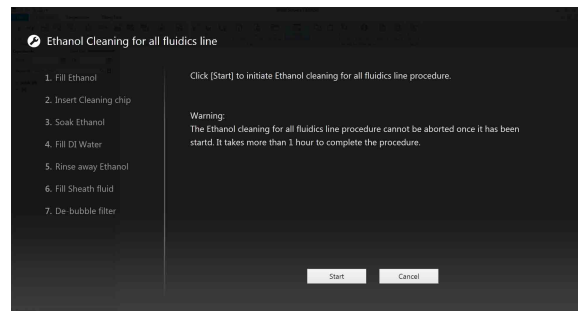 Ethanol Cleaning for all fluidics line
1. Fill Ethanol
2. Insert Cleaning chip
3. Soak Ethanol
4. Fill DI Water
5. Rinse away Ethanol
6. Fill Sheath fluid
7. De-bubble filter
Click [Start] to initiate Ethanol cleaning for all fluidics line procedure.
Warning:
The Ethanol cleaning for all fluidics line procedure cannot be aborted once it has been
startd. It takes more than 1 hour to complete the procedure.
Start
Cancel